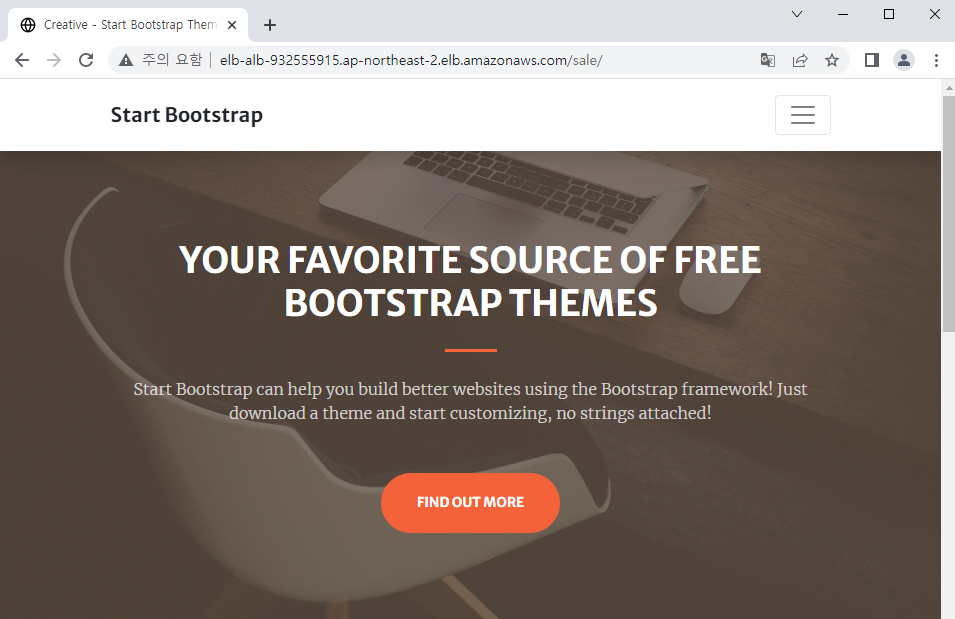 Creative - Start Bootstrap Them
주의 요함
elb-alb-932555915.ap-northeast-2.elb.amazonaws.com/sale/
Start Bootstrap
YOUR FAVORITE SOURCE OF FREE
BOOTSTRAP THEMES
Start Bootstrap can help you build better websites using the Bootstrap framework! Just
download a theme and start customizing, no strings attached!
FIND OUT MORE